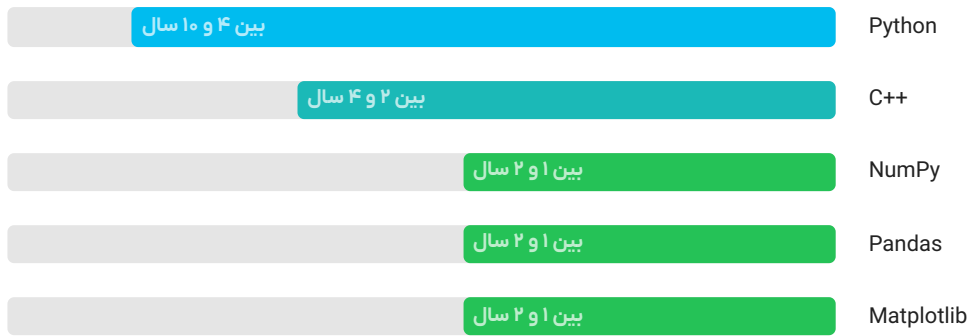 Python
بین ۴ و ۱۰ سال
C++
بین ۲ و ۴ سال
NumPy
بین ۱ و ۲ سال
Pandas
بین ۱ و ۲ سال
Matplotlib
بین ۱ و ۲ سال